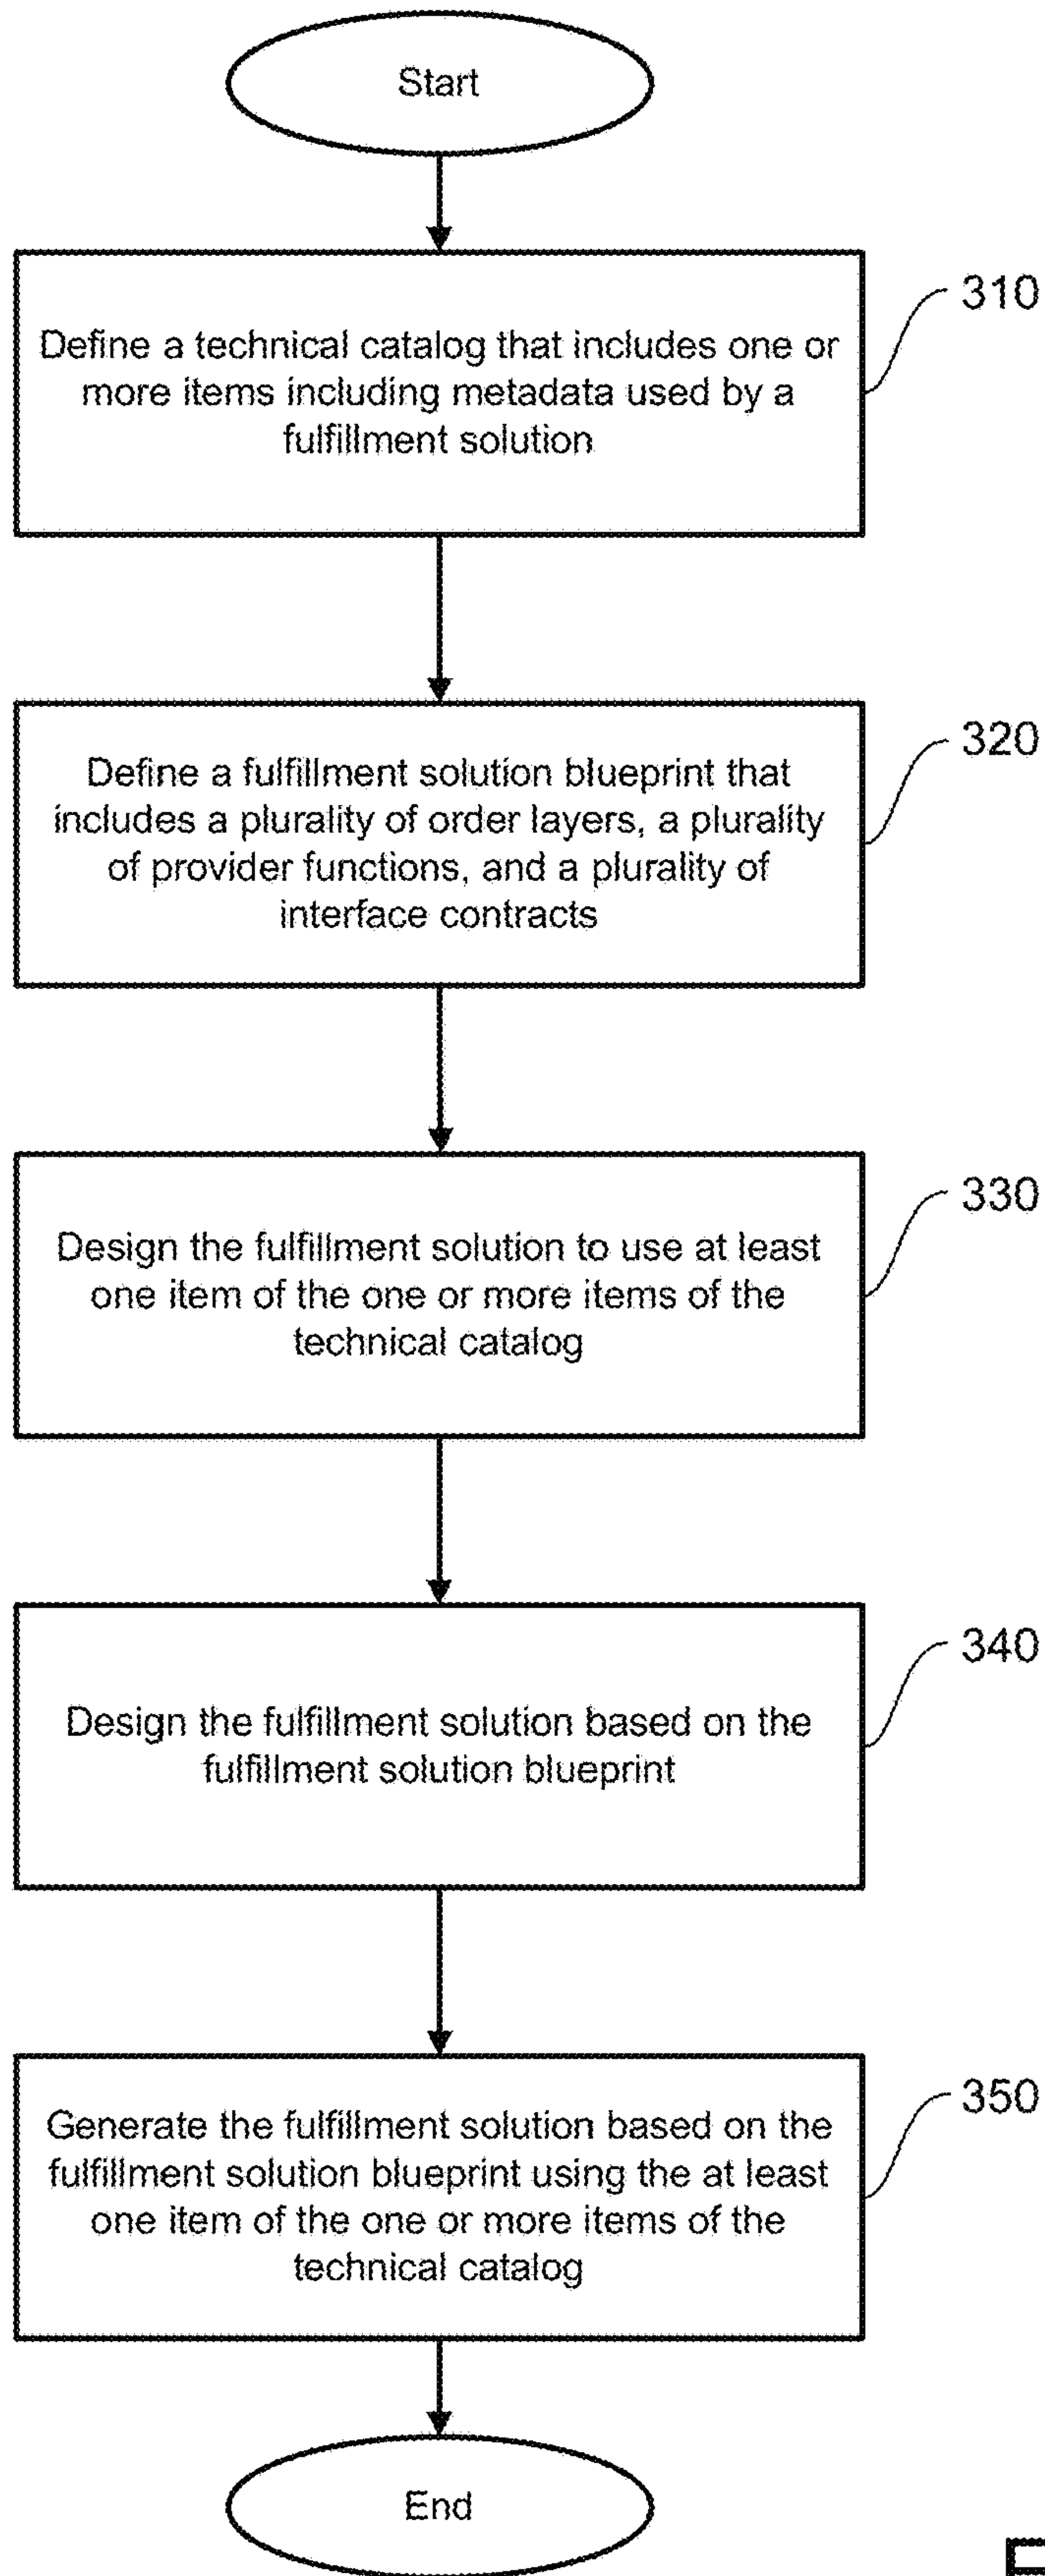 Start
310
Define a technical catalog that includes one or
more items including metadata used by a
fulfillment solution
320
Define a fulfillment solution blueprint that
includes a plurality of order layers, a plurality
of provider functions, and a plurality of
interface contracts
330
Design the fulfillment solution to use at least
one item of the one or more items of the
technical catalog
340
Design the fulfillment solution based on the
fulfillment solution blueprint
350
Generate the fulfillment solution based on the
fulfillment solution blueprint using the at least
one item of the one or more items of the
technical catalog
End